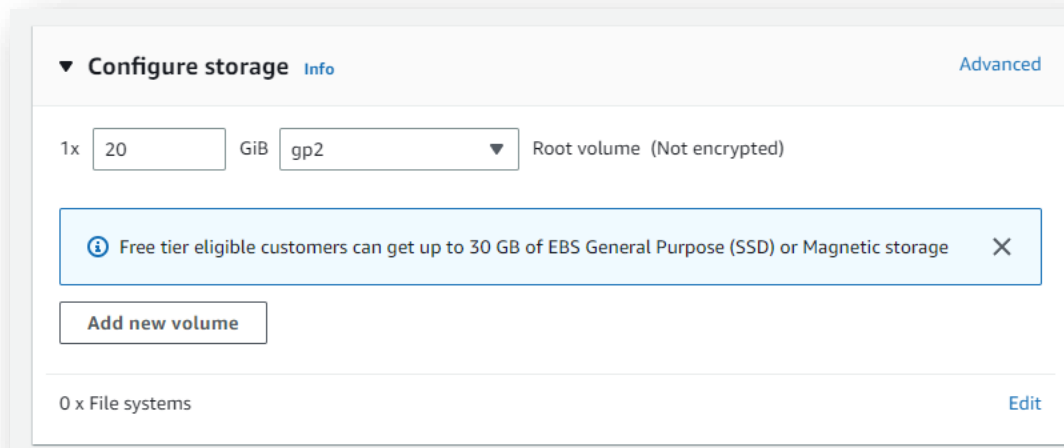 Configure storage Info Advanced
1x 20 GiB gp2 Root volume (Not encrypted)
Free tier eligible customers can get up to 30 GB of EBS General Purpose (SSD) or Magnetic storage
Add new volume
0 x File systems Edit